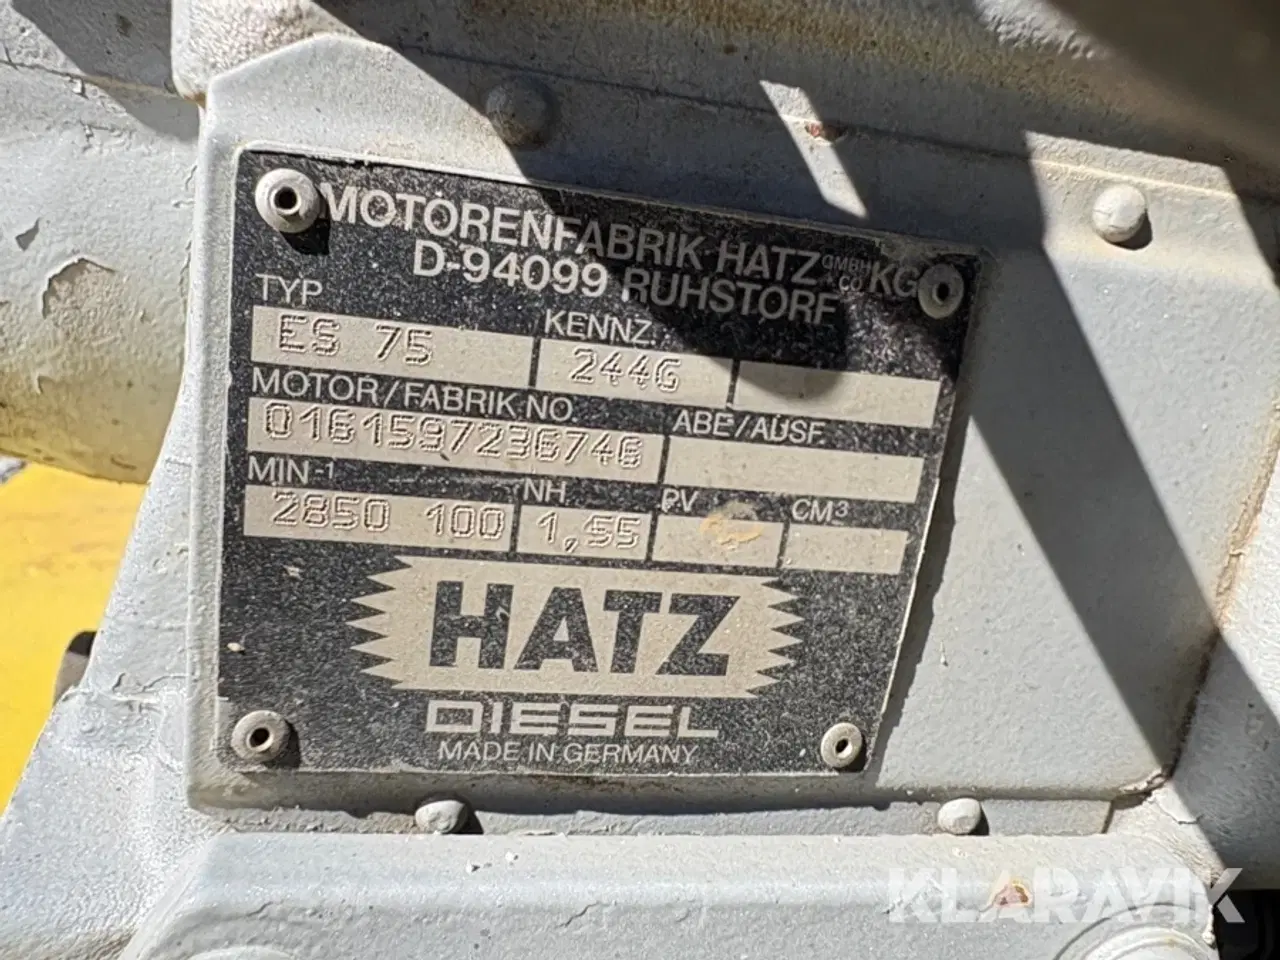 MOTORENFABRIK HATZ GMBH CO KG
D-94099 RUHSTORF
TYP
KENNZ.
ES 75
244G
MOTOR/FABRIK NO.
ABE/AUSF.
0161597236746
MIN-1
NH
PV
CM³
2850 100
1,55
HATZ
DIESEL
MADE IN GERMANY
KLARAVIK